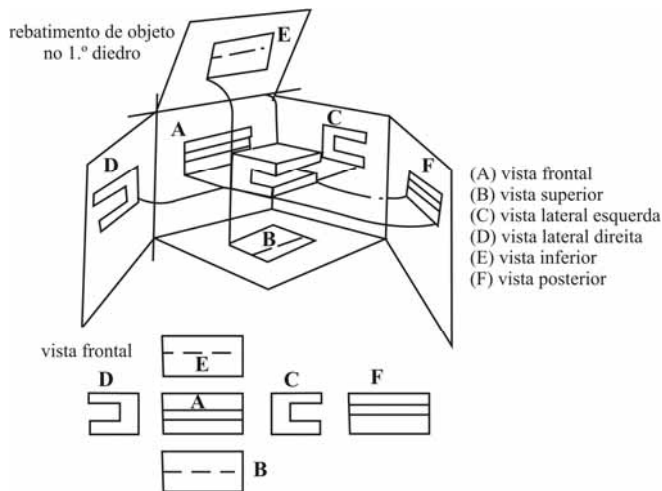 rebatimento de objeto
no 1.º diedro
E
A
C
D
F
B
(A) vista frontal
(B) vista superior
(C) vista lateral esquerda
(D) vista lateral direita
(E) vista inferior
(F) vista posterior
vista frontal
E
D
A
C
F
B